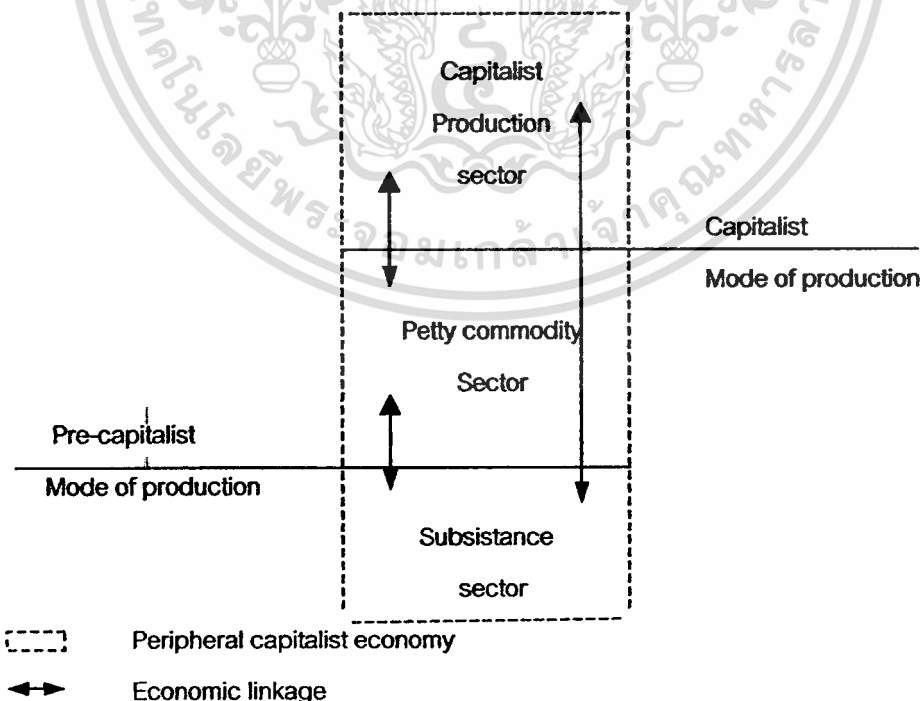 Capitalist
Production
sector
Capitalist
Mode of production
Petty commodity
Sector
Pre-capitalist
Mode of production
Subsistance
sector
Peripheral capitalist economy
Economic linkage